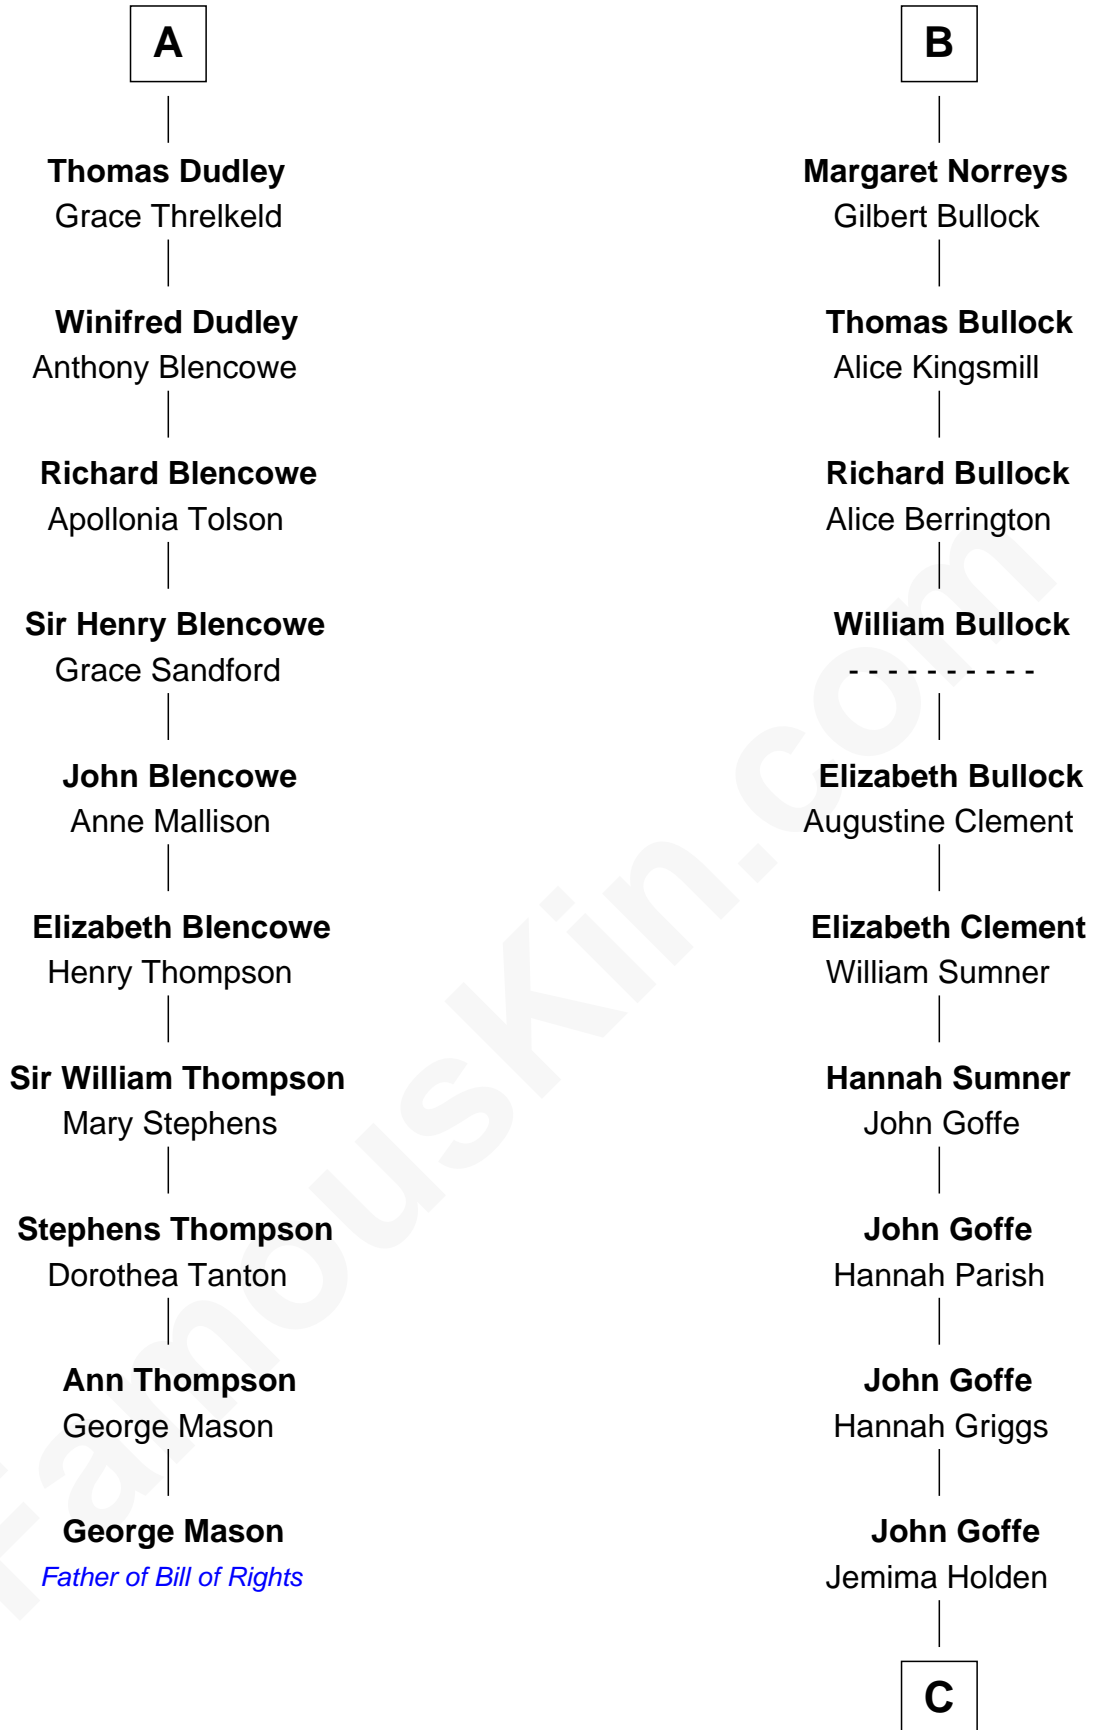 A
Thomas Dudley
Grace Threlkeld
Winifred Dudley
Anthony Blencowe
Richard Blencowe
Apollonia Tolson
Sir Henry Blencowe
Grace Sandford
John Blencowe
Anne Mallison
Elizabeth Blencowe
Henry Thompson
Sir William Thompson
Mary Stephens
Stephens Thompson
Dorothea Tanton
Ann Thompson
George Mason
George Mason
Father of Bill of Rights
B
Margaret Norreys
Gilbert Bullock
Thomas Bullock
Alice Kingsmill
Richard Bullock
Alice Berrington
William Bullock
- - - - - - - - - -
Elizabeth Bullock
Augustine Clement
Elizabeth Clement
William Sumner
Hannah Sumner
John Goffe
John Goffe
Hannah Parish
John Goffe
Hannah Griggs
John Goffe
Jemima Holden
C
FamousKin.com